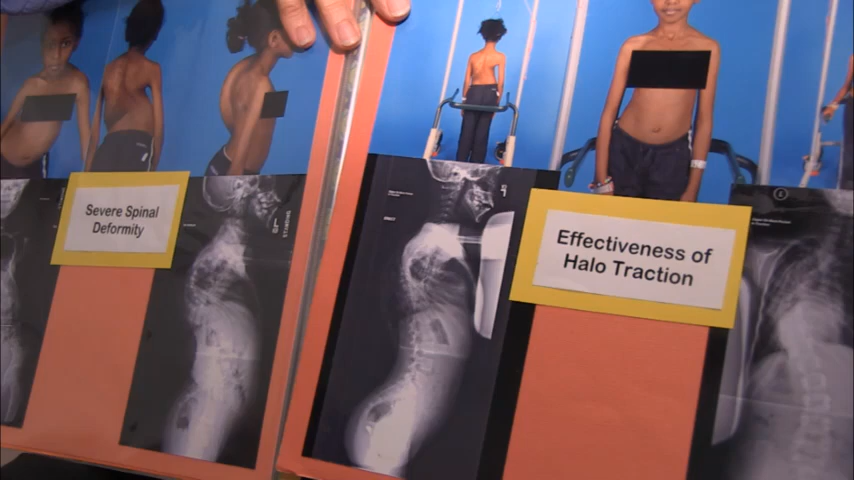 Severe Spinal
Deformity
Effectiveness of
Halo Traction